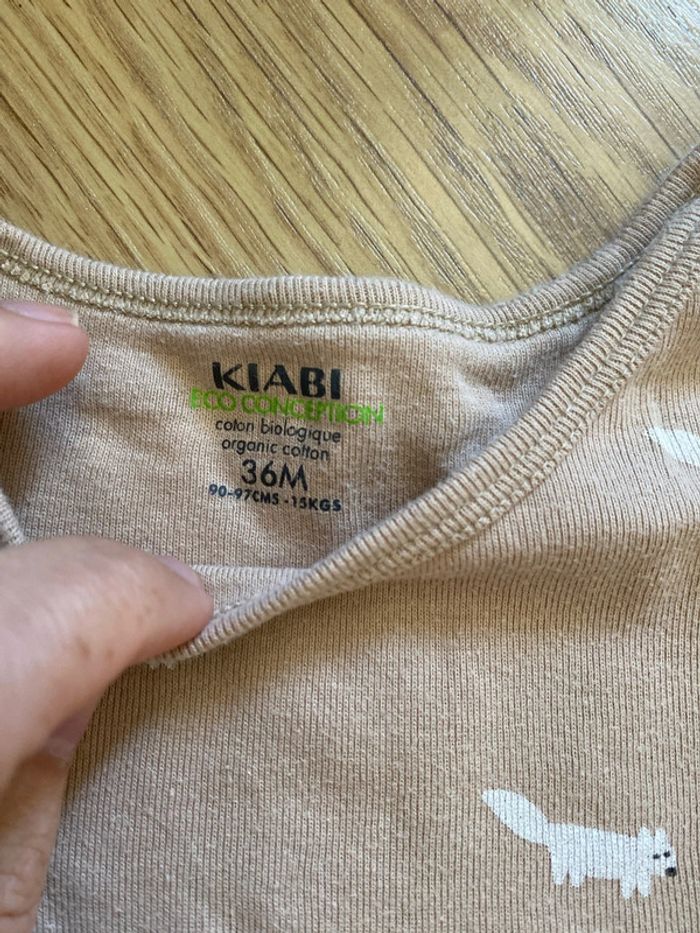 KIABI
ECO CONCEPTION
coton biologique
organic cotton
36M
90-97CMS -15KGS